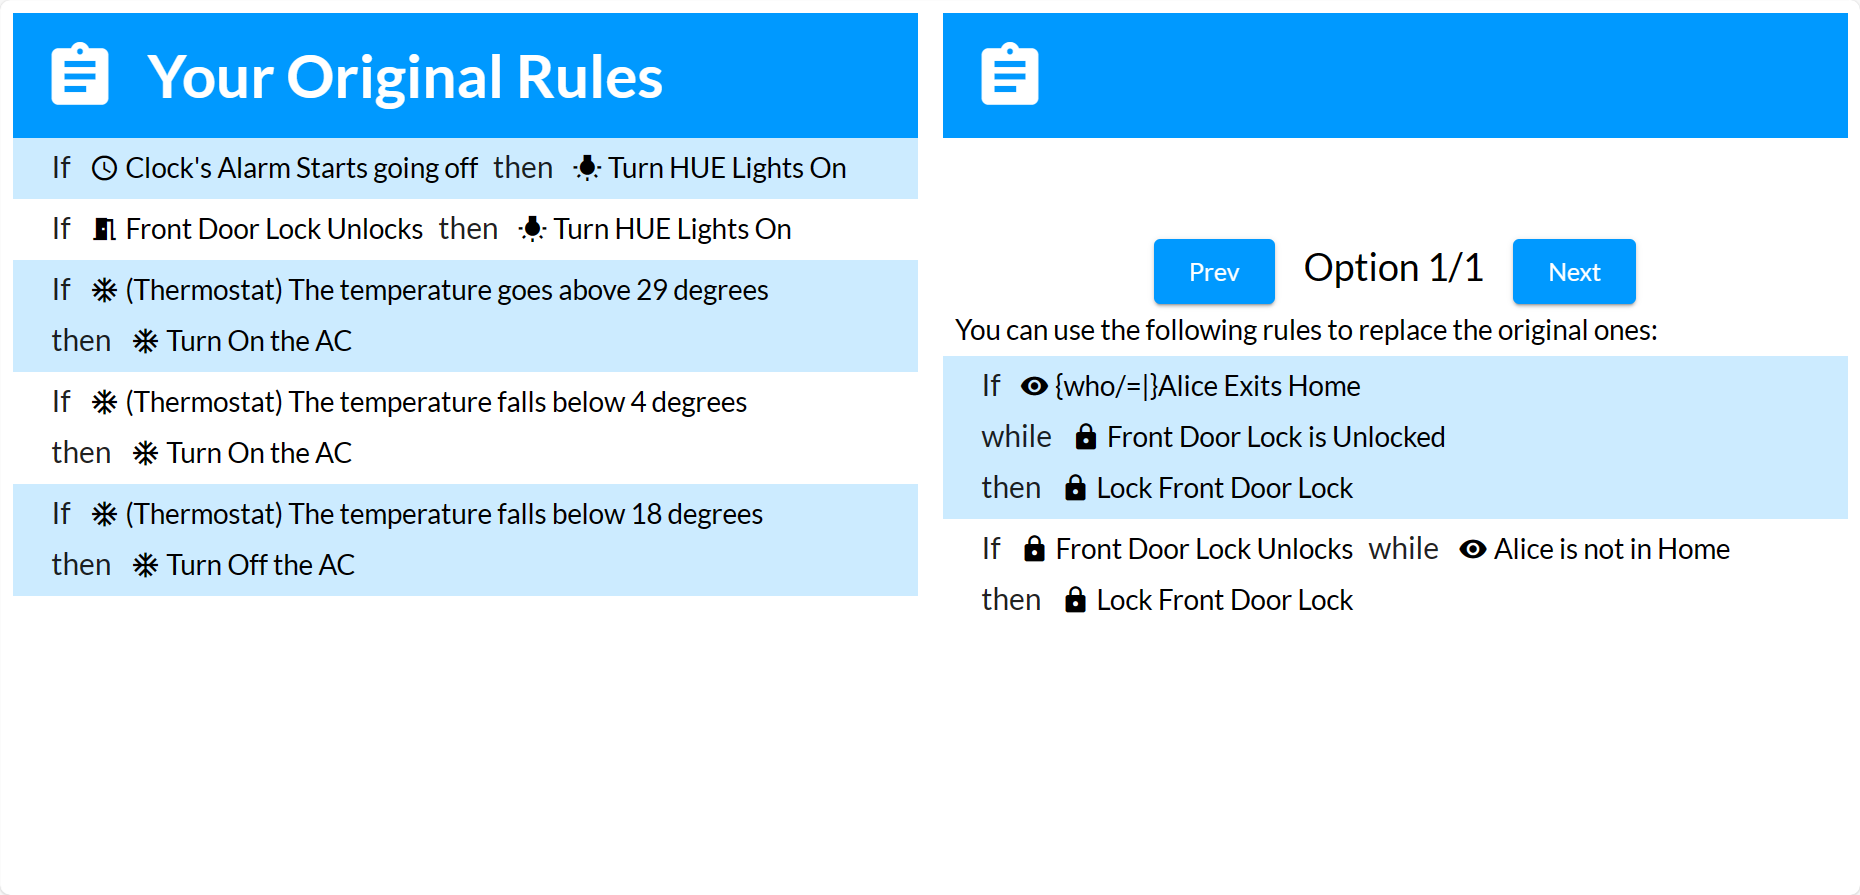 Your Original Rules
If Clock's Alarm Starts going off then Turn HUE Lights On
If Front Door Lock Unlocks then Turn HUE Lights On
If (Thermostat) The temperature goes above 29 degrees
then Turn On the AC
If (Thermostat) The temperature falls below 4 degrees
then Turn On the AC
If (Thermostat) The temperature falls below 18 degrees
then Turn Off the AC
Prev Option 1/1 Next
You can use the following rules to replace the original ones:
If {who/=|}Alice Exits Home
while Front Door Lock is Unlocked
then Lock Front Door Lock
If Front Door Lock Unlocks while Alice is not in Home
then Lock Front Door Lock